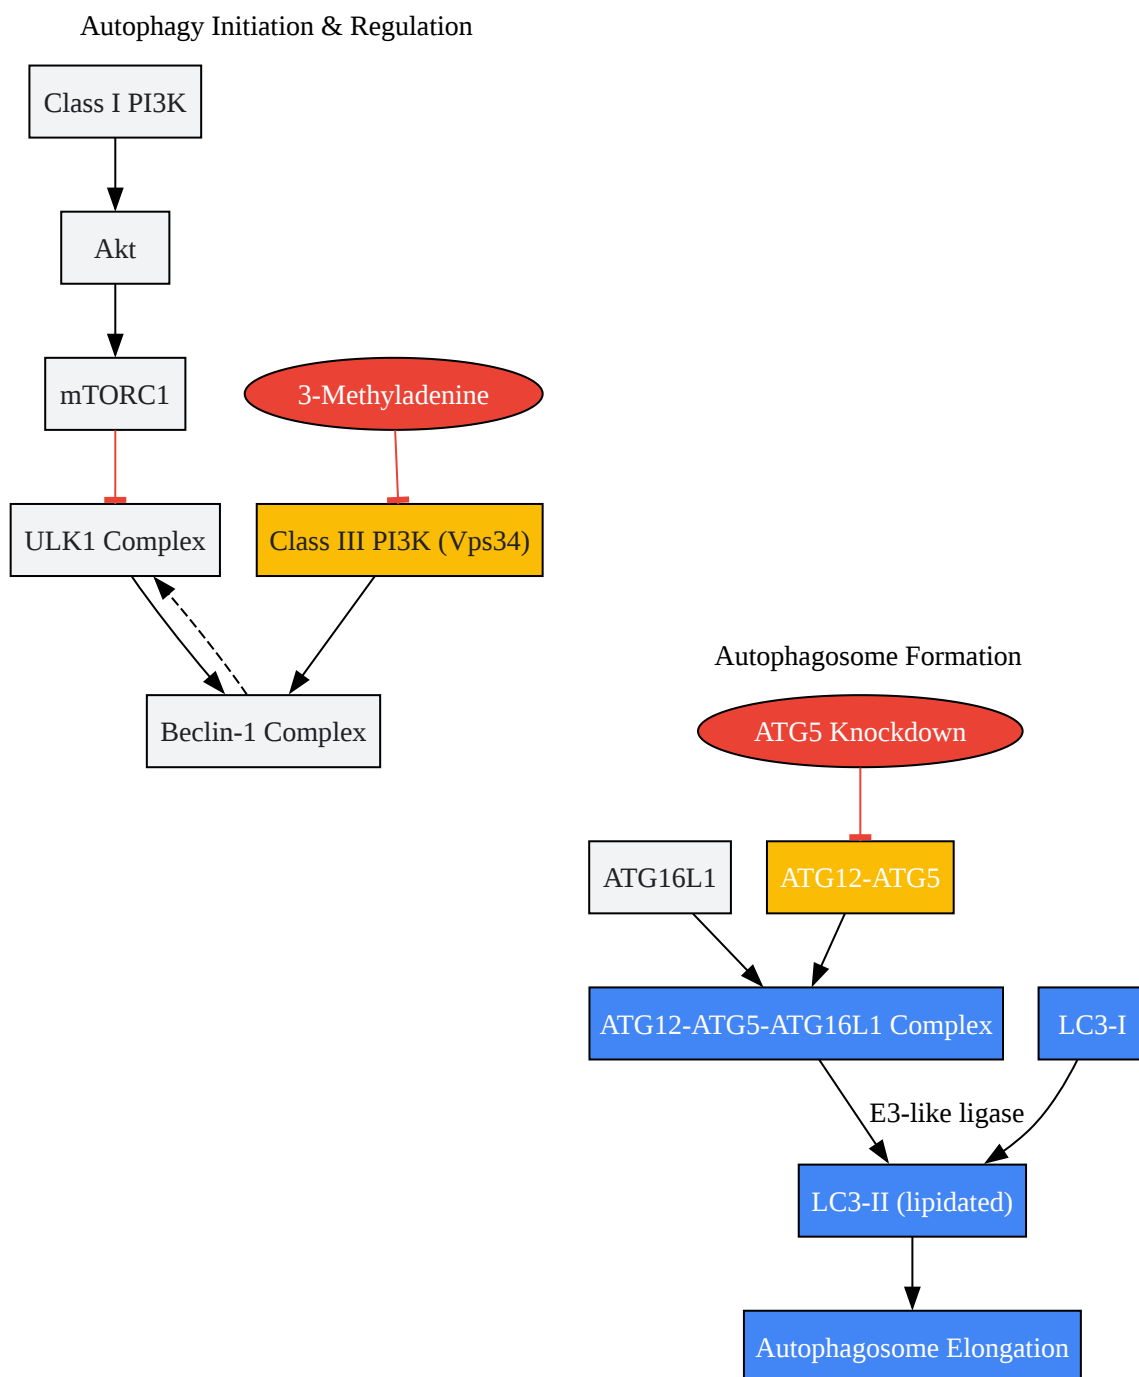 Autophagy Initiation & Regulation
Class I PI3K
Akt
mTORC1
3-Methyladenine
ULK1 Complex
Class III PI3K (Vps34)
Beclin-1 Complex
Autophagosome Formation
ATG5 Knockdown
ATG16L1
ATG12-ATG5
ATG12-ATG5-ATG16L1 Complex
LC3-I
E3-like ligase
LC3-II (lipidated)
Autophagosome Elongation